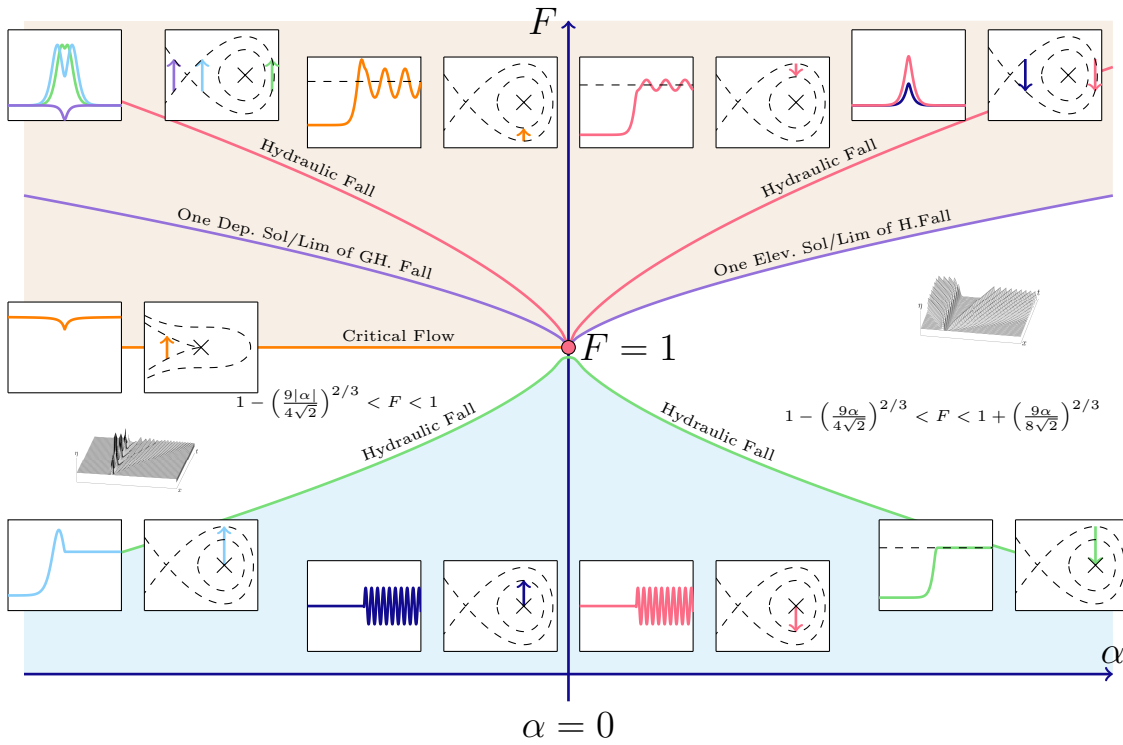 F
Hydraulic Fall
Hydraulic Fall
One Dep. Sol/Lim of GH. Fall
One Elev. Sol/Lim of H.Fall
η
t
x
Critical Flow
F = 1
1 − (9|α|/4√2)^{2/3} < F < 1
1 − (9α/4√2)^{2/3} < F < 1 + (9α/8√2)^{2/3}
Hydraulic Fall
Hydraulic Fall
η
t
x
α
α = 0